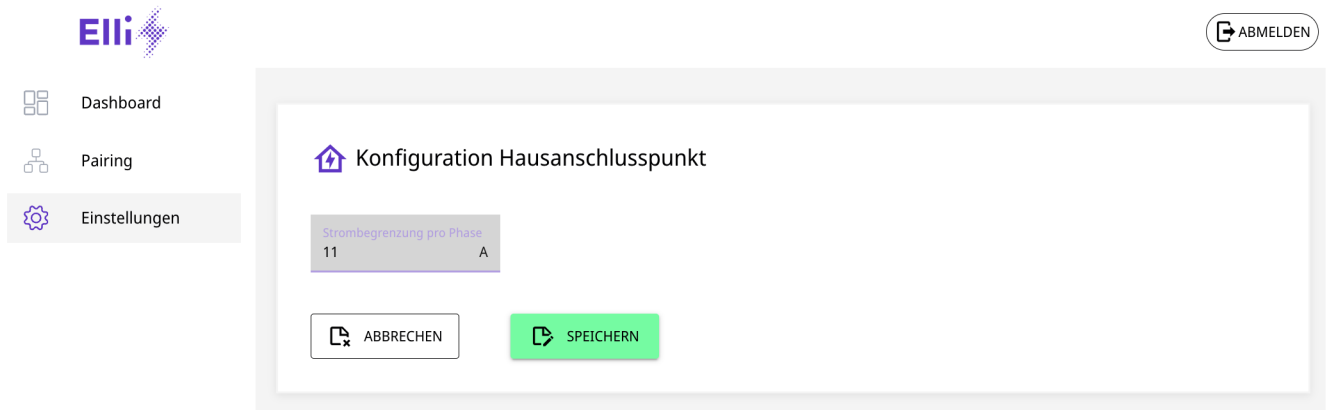 Elli
ABMELDEN
Dashboard
Pairing
Einstellungen
Konfiguration Hausanschlusspunkt
Strombegrenzung pro Phase
11 A
ABBRECHEN
SPEICHERN